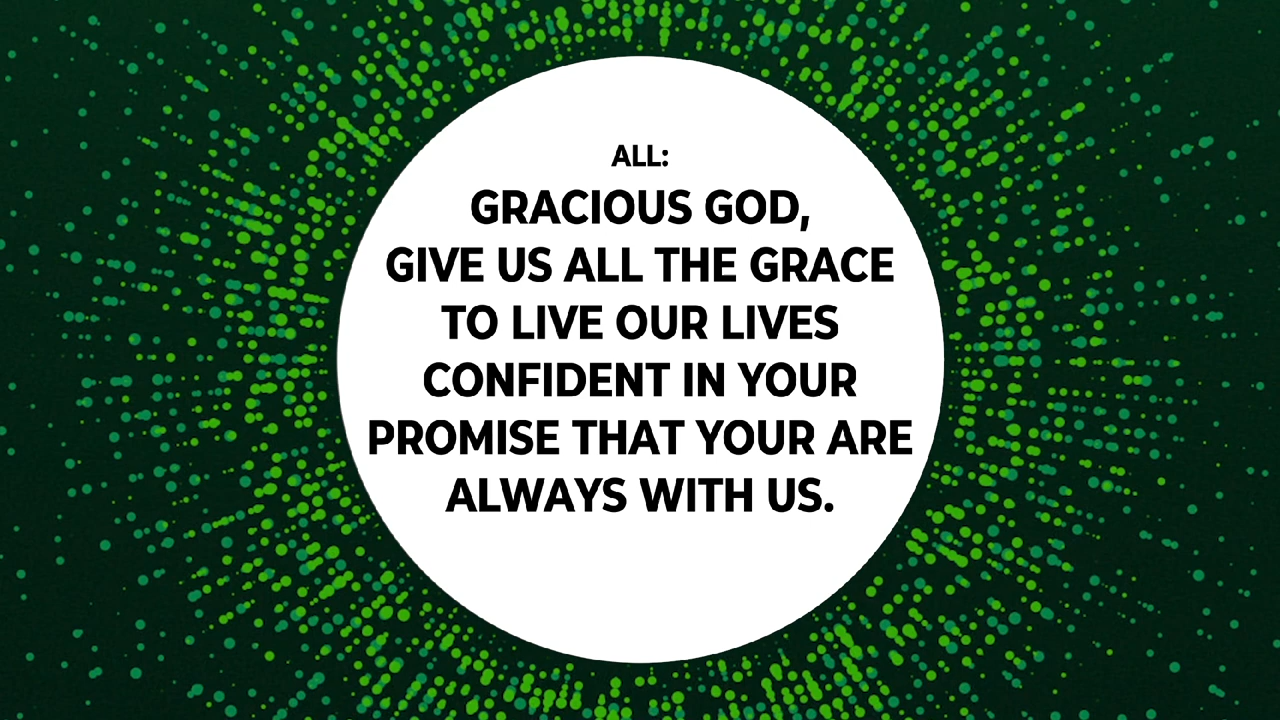 ALL:
GRACIOUS GOD,
GIVE US ALL THE GRACE
TO LIVE OUR LIVES
CONFIDENT IN YOUR
PROMISE THAT YOUR ARE
ALWAYS WITH US.